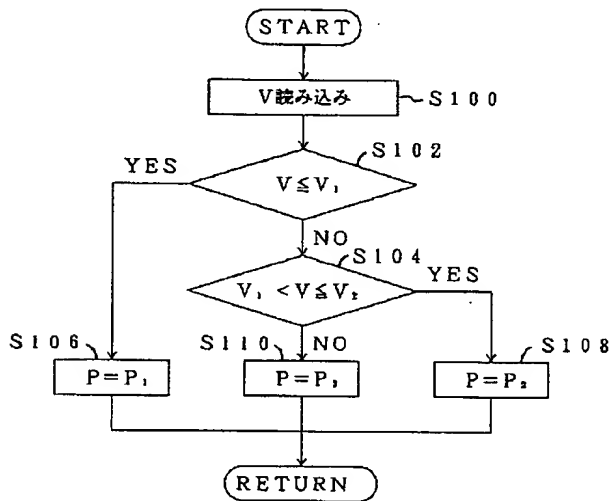 START
V読み込み
S100
S102
YES
V≦V₁
NO
S104
V₁<V≦V₂
YES
S106
S110
NO
S108
P=P₁
P=P₃
P=P₂
RETURN